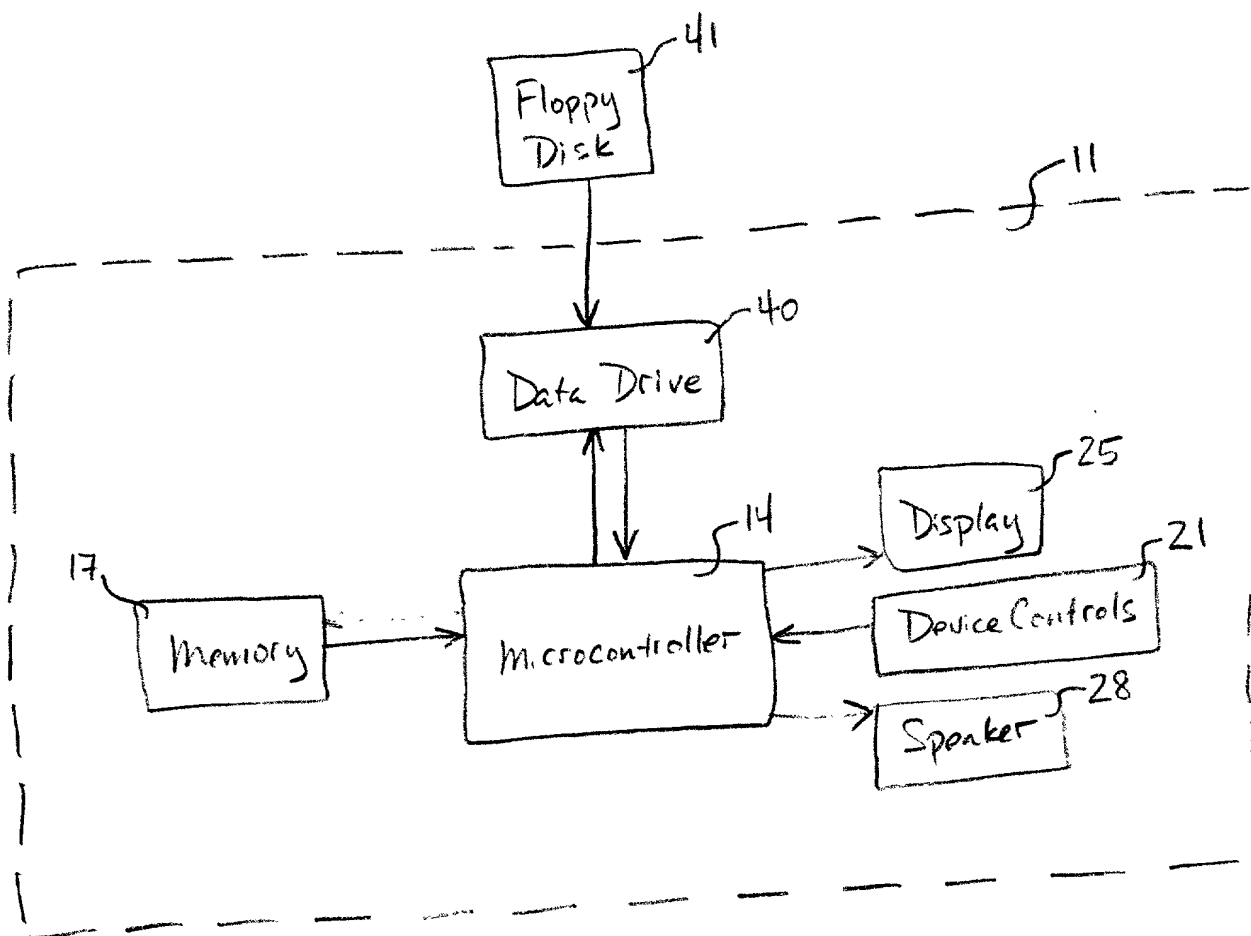 41
Floppy
Disk
11
40
Data Drive
25
Display
14
21
17
Device Controls
Memory
Microcontroller
28
Speaker